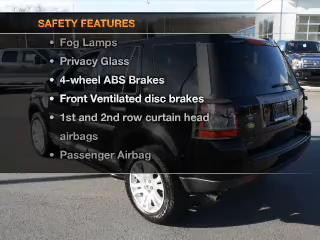 SAFETY FEATURES
• Fog Lamps
• Privacy Glass
• 4-wheel ABS Brakes
• Front Ventilated disc brakes
• 1st and 2nd row curtain head
airbags
• Passenger Airbag